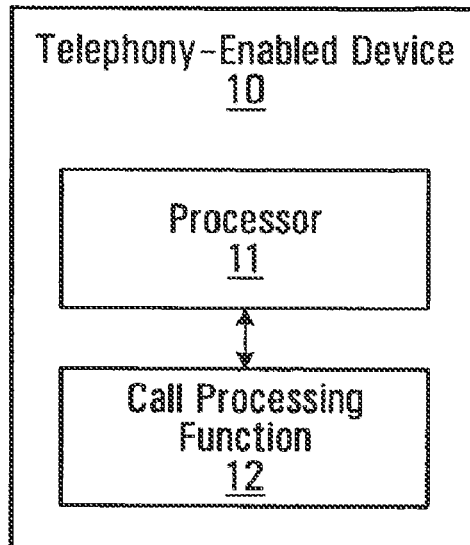 Telephony-Enabled Device
10
Processor
11
Call Processing
Function
12